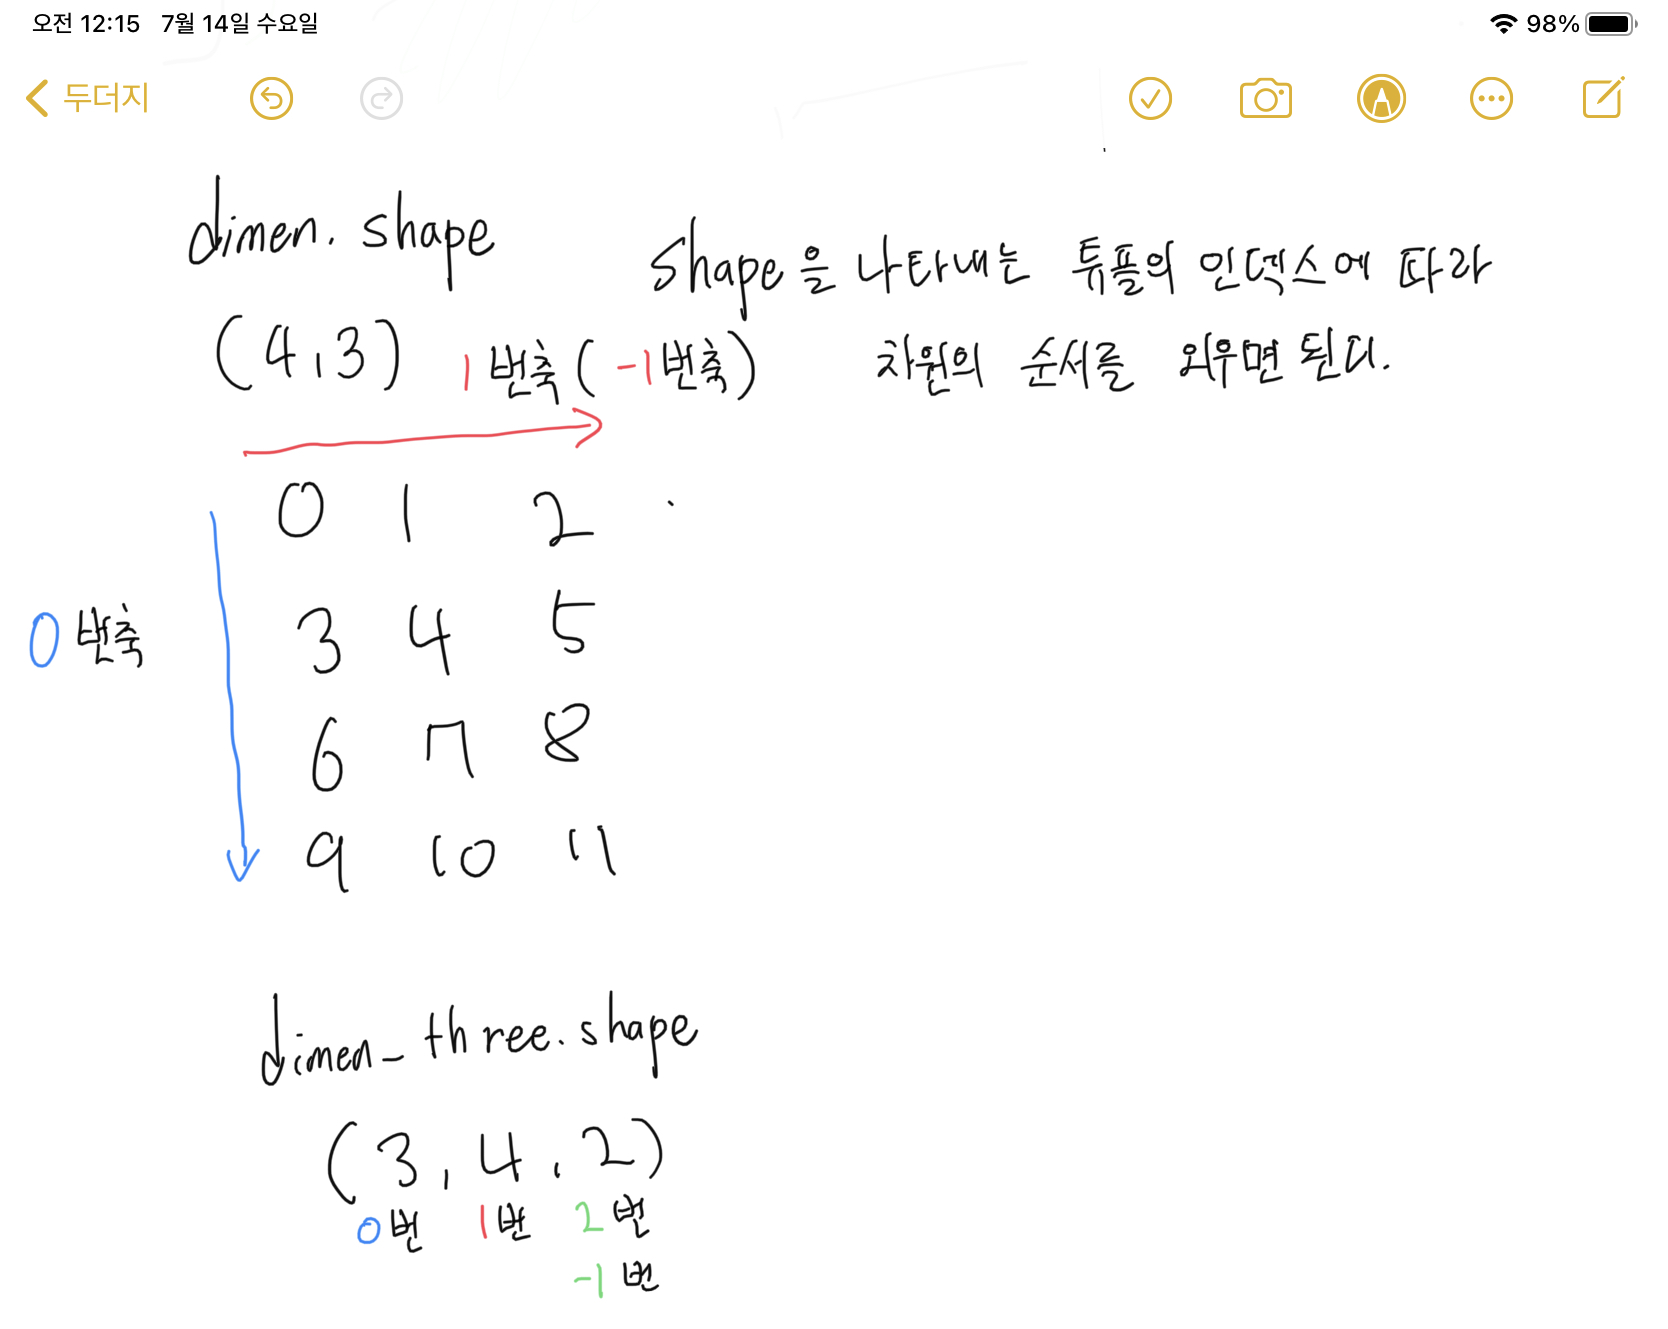 오전 12:15 7월 14일 수요일 98%
두더지
dimen. shape
shape을 나타내는 튜플의 인덱스에 따라
차원의 순서를 외우면 된다.
(4,3)
1번축(-1번축)
0 1 2
3 4 5
0번축
6 7 8
9 10 11
dimen_three.shape
(3,4,2)
0번 1번 2번
-1번